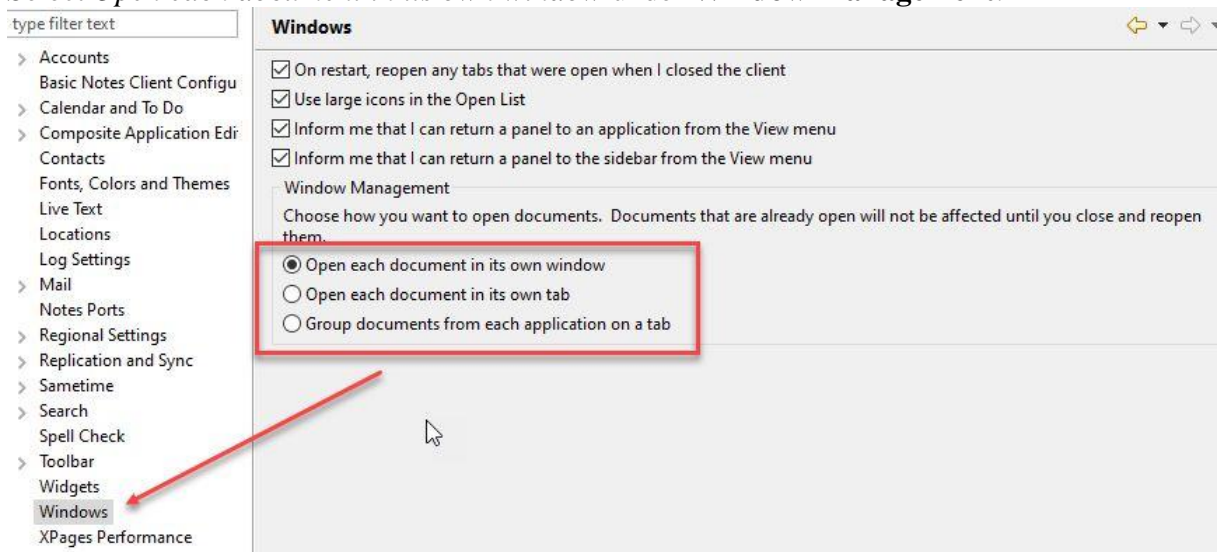 type filter text
Accounts
Basic Notes Client Configu
Calendar and To Do
Composite Application Edi
Contacts
Fonts, Colors and Themes
Live Text
Locations
Log Settings
Mail
Notes Ports
Regional Settings
Replication and Sync
Sametime
Search
Spell Check
Toolbar
Widgets
Windows
XPages Performance
Windows
On restart, reopen any tabs that were open when I closed the client
Use large icons in the Open List
Inform me that I can return a panel to an application from the View menu
Inform me that I can return a panel to the sidebar from the View menu
Window Management
Choose how you want to open documents. Documents that are already open will not be affected until you close and reopen
them.
Open each document in its own window
Open each document in its own tab
Group documents from each application on a tab